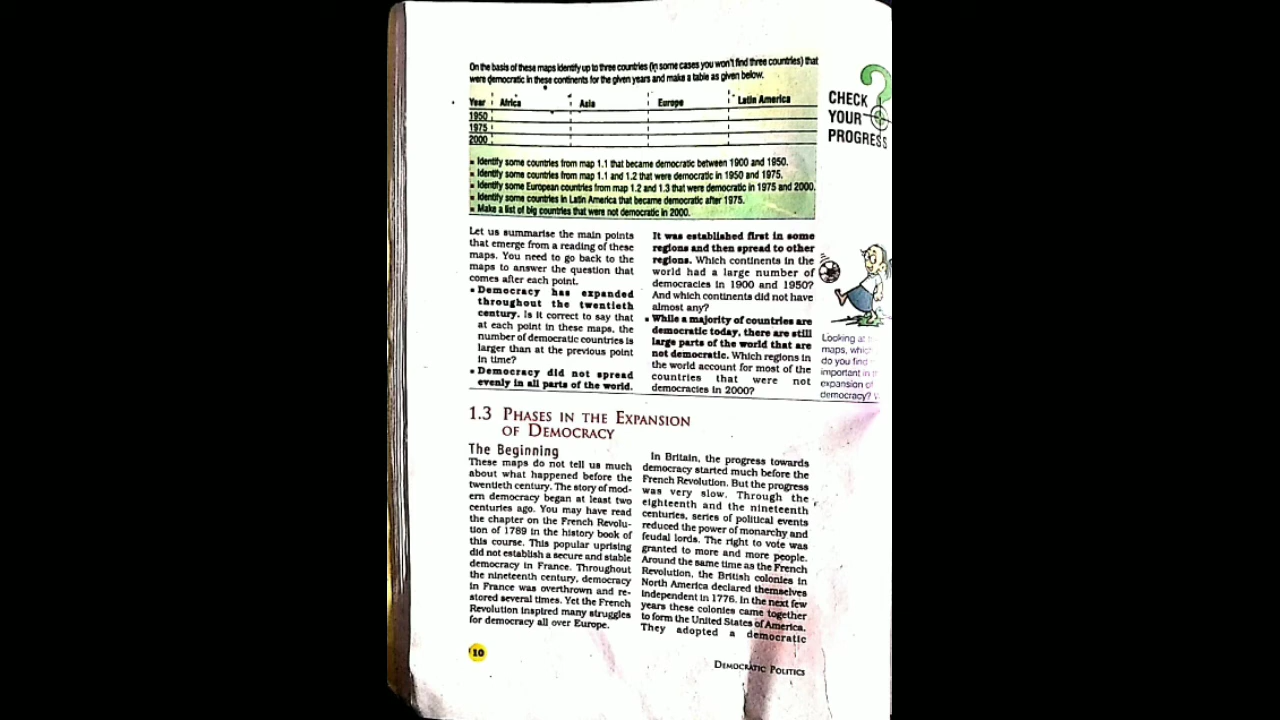 On the basis of these maps identify up to three countries (in some cases you won't find three countries) that
were democratic in these continents for the given years and make a table as given below.
Year Africa Asia Europe Latin America
1950
1975
2000
CHECK
YOUR
PROGRESS
Identify some countries from map 1.1 that became democratic between 1900 and 1950.
Identify some countries from map 1.1 and 1.2 that were democratic in 1950 and 1975.
Identify some European countries from map 1.2 and 1.3 that were democratic in 1975 and 2000.
Identify some countries in Latin America that became democratic after 1975.
Make a list of big countries that were not democratic in 2000.
Let us summarise the main points
that emerge from a reading of these
maps. You need to go back to the
maps to answer the question that
comes after each point.
• Democracy has expanded
throughout the twentieth
century. Is it correct to say that
at each point in these maps, the
number of democratic countries is
larger than at the previous point
in time?
• Democracy did not spread
evenly in all parts of the world.
It was established first in some
regions and then spread to other
regions. Which continents in the
world had a large number of
democracies in 1900 and 1950?
And which continents did not have
almost any?
• While a majority of countries are
democratic today, there are still
large parts of the world that are
not democratic. Which regions in
the world account for most of the
countries that were not
democracies in 2000?
Looking at
maps, which
do you find
important in
expansion of
democracy?
1.3 PHASES IN THE EXPANSION
OF DEMOCRACY
The Beginning
These maps do not tell us much
about what happened before the
twentieth century. The story of mod-
ern democracy began at least two
centuries ago. You may have read
the chapter on the French Revolu-
tion of 1789 in the history book of
this course. This popular uprising
did not establish a secure and stable
democracy in France. Throughout
the nineteenth century, democracy
in France was overthrown and re-
stored several times. Yet the French
Revolution inspired many struggles
for democracy all over Europe.
In Britain, the progress towards
democracy started much before the
French Revolution. But the progress
was very slow. Through the
eighteenth and the nineteenth
centuries, series of political events
reduced the power of monarchy and
feudal lords. The right to vote was
granted to more and more people.
Around the same time as the French
Revolution, the British colonies in
North America declared themselves
independent in 1776. In the next few
years these colonies came together
to form the United States of America.
They adopted a democratic
10
DEMOCRATIC POLITICS